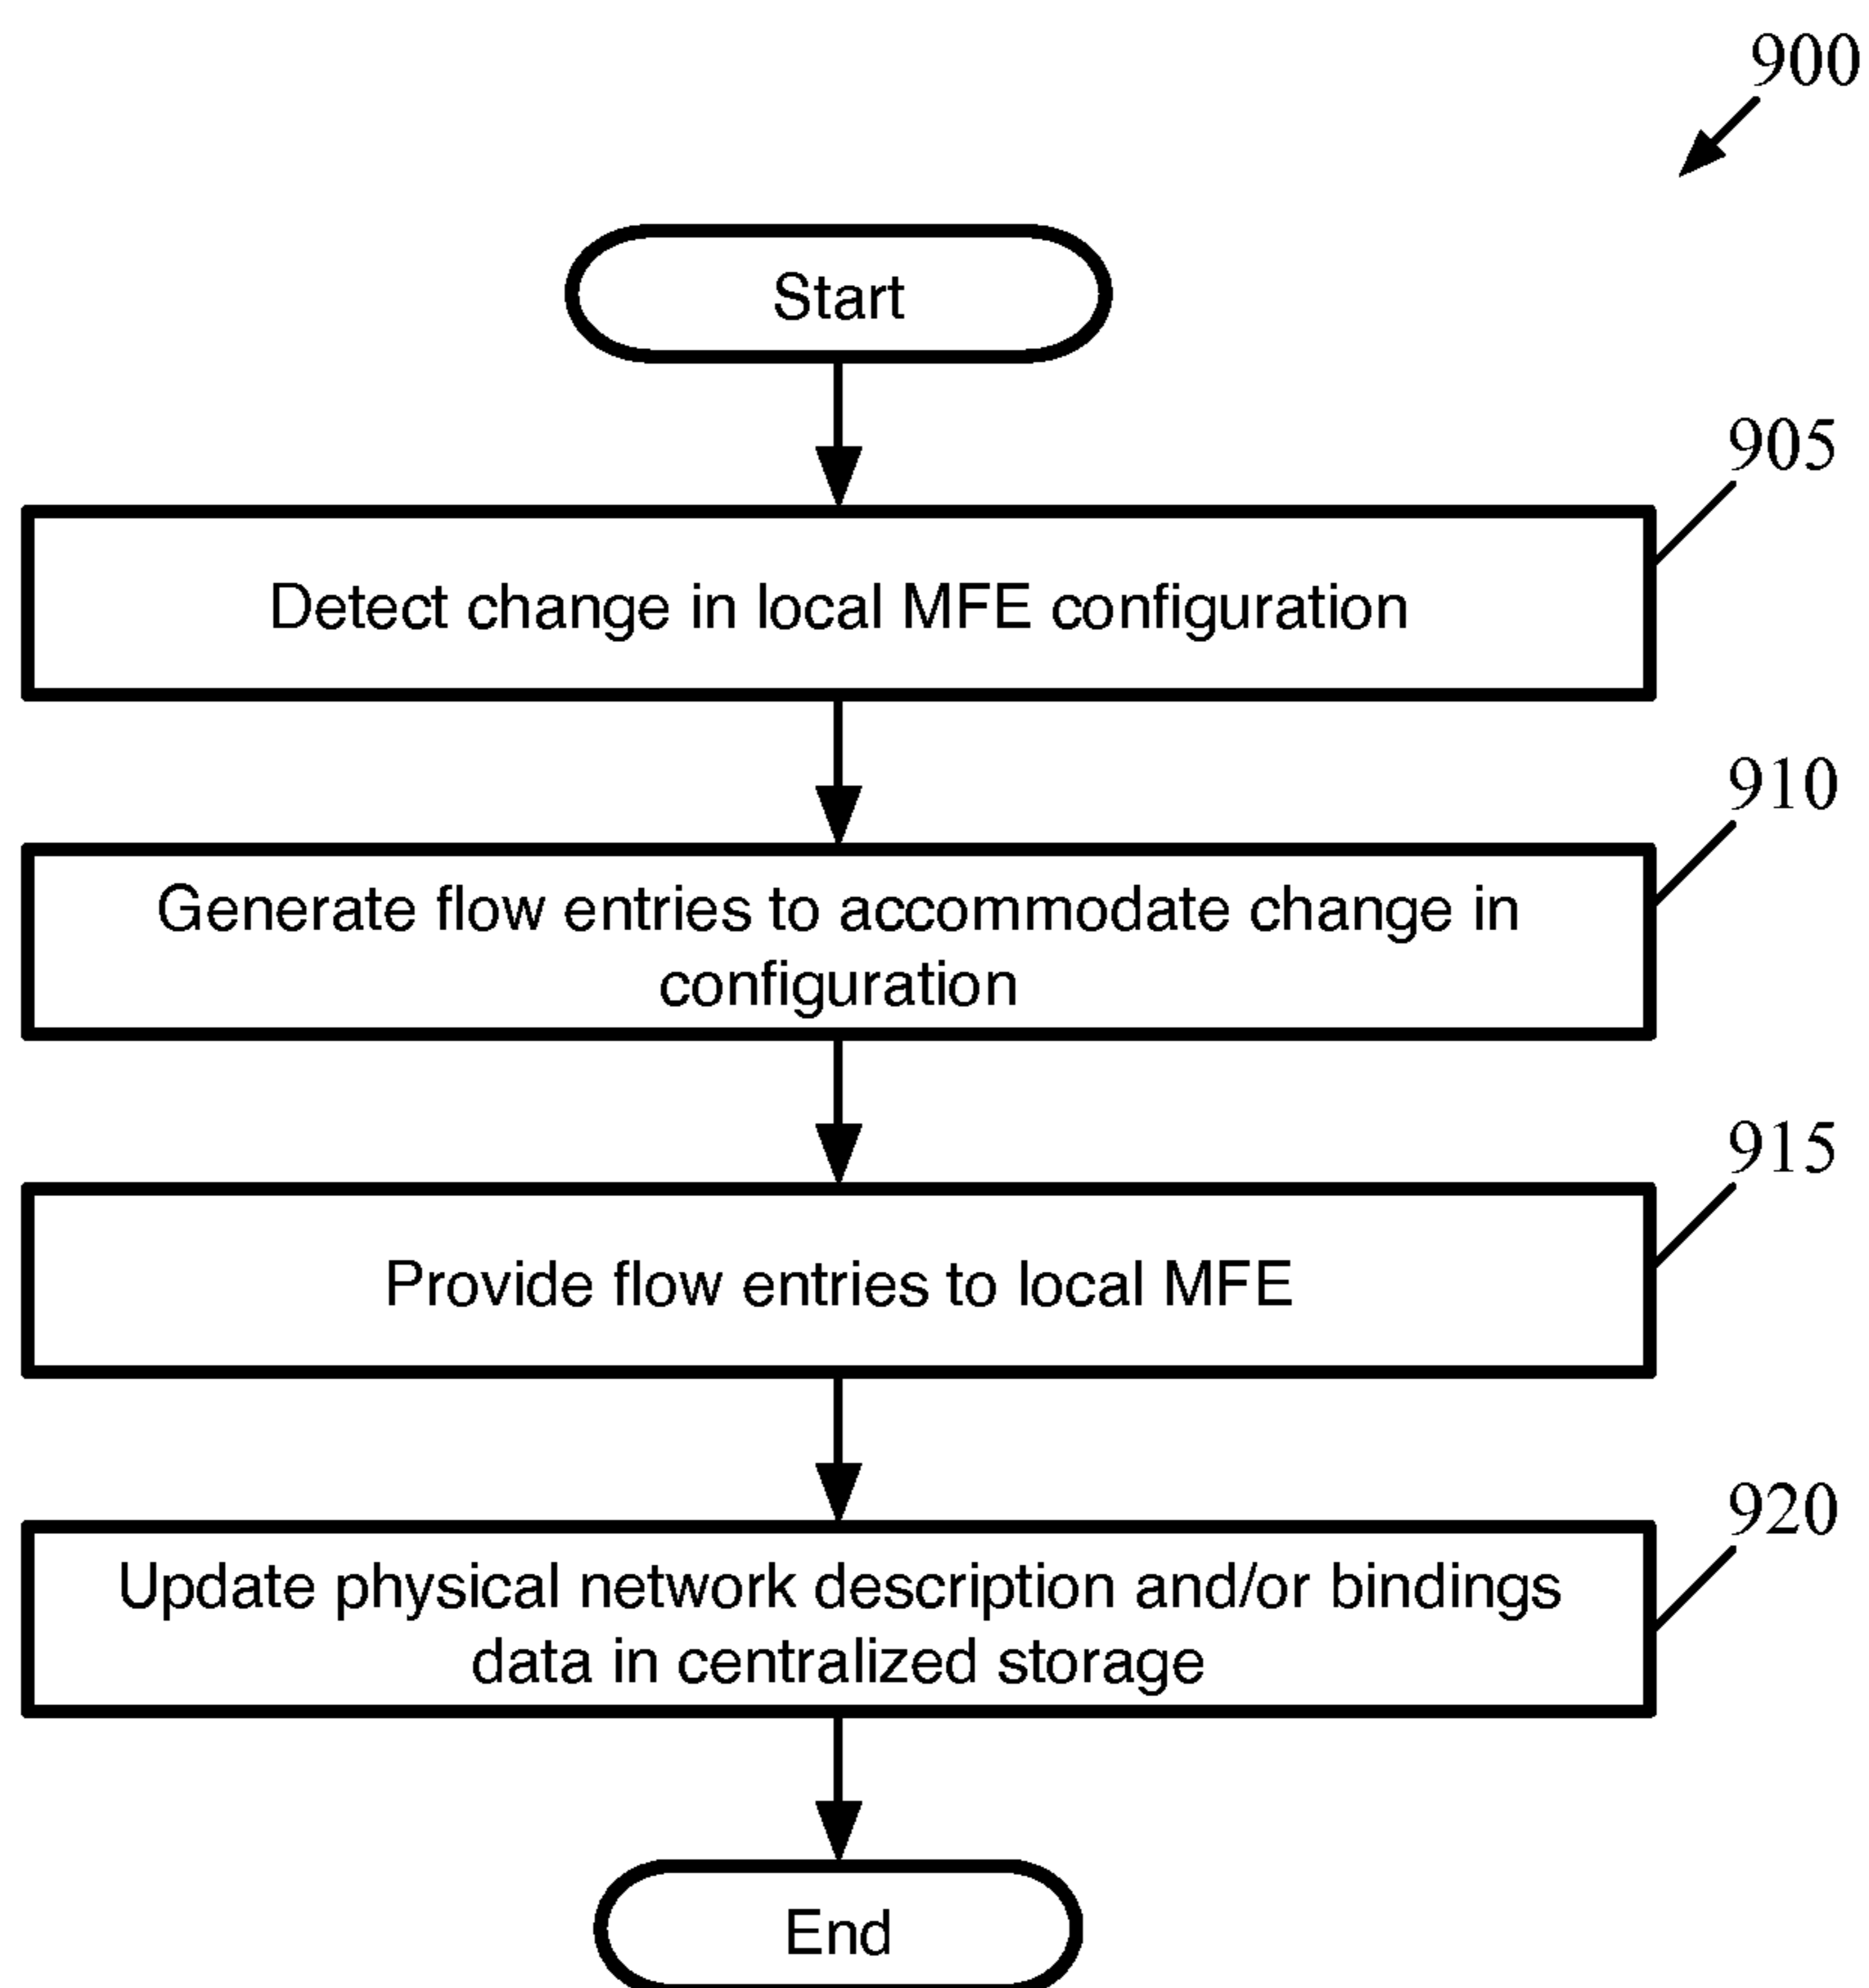 900
Start
905
Detect change in local MFE configuration
910
Generate flow entries to accommodate change in
configuration
915
Provide flow entries to local MFE
920
Update physical network description and/or bindings
data in centralized storage
End